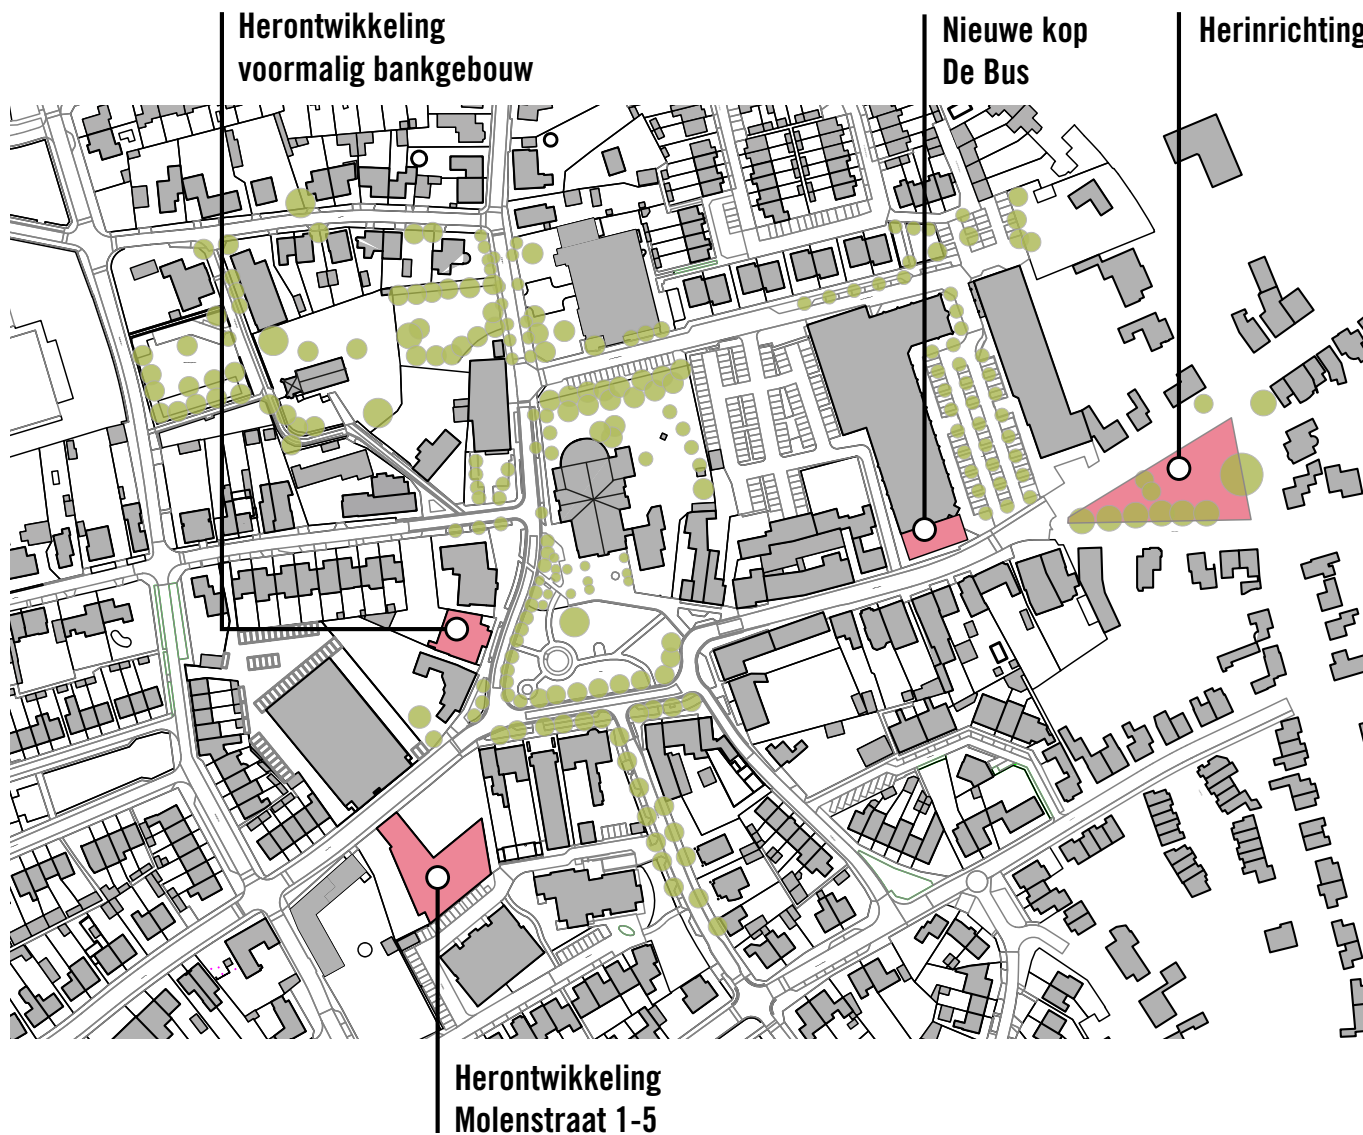 Herontwikkeling
voormalig bankgebouw
Nieuwe kop
De Bus
Herinrichting
Herontwikkeling
Molenstraat 1-5